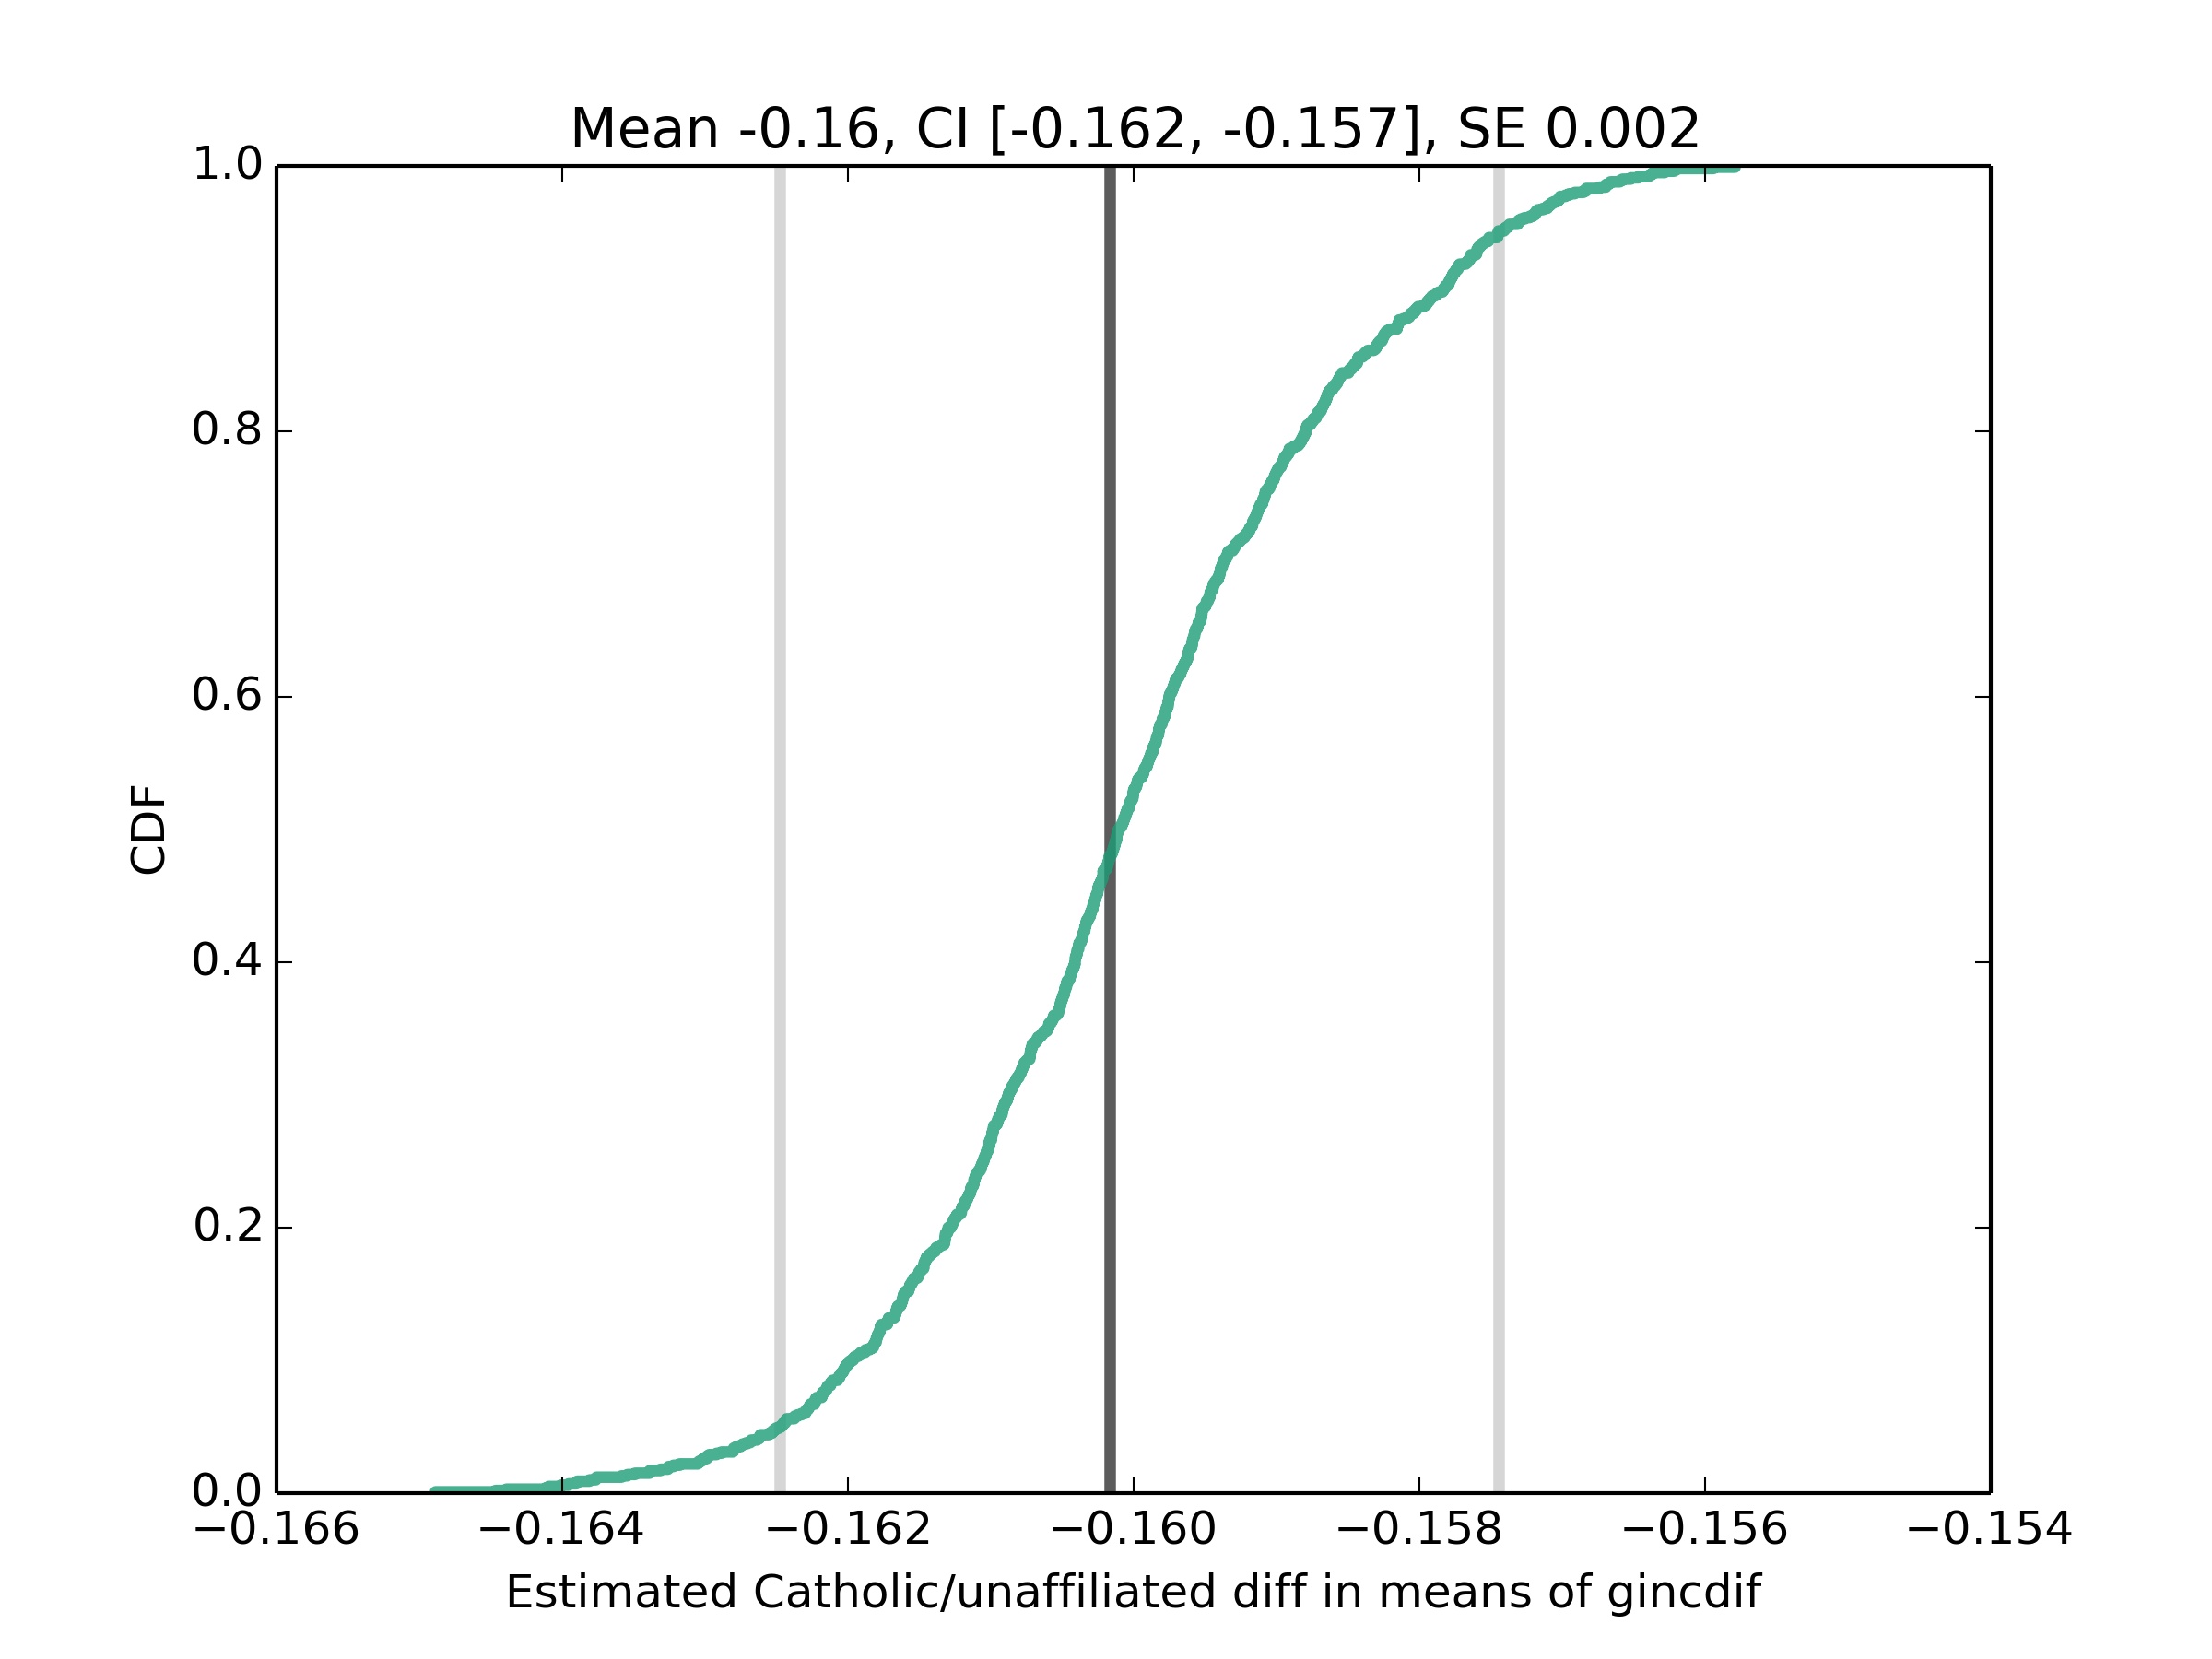 Mean -0.16, CI [-0.162, -0.157], SE 0.002
1.0
0.8
0.6
0.4
0.2
0.0
CDF
−0.166 −0.164 −0.162 −0.160 −0.158 −0.156 −0.154
Estimated Catholic/unaffiliated diff in means of gincdif